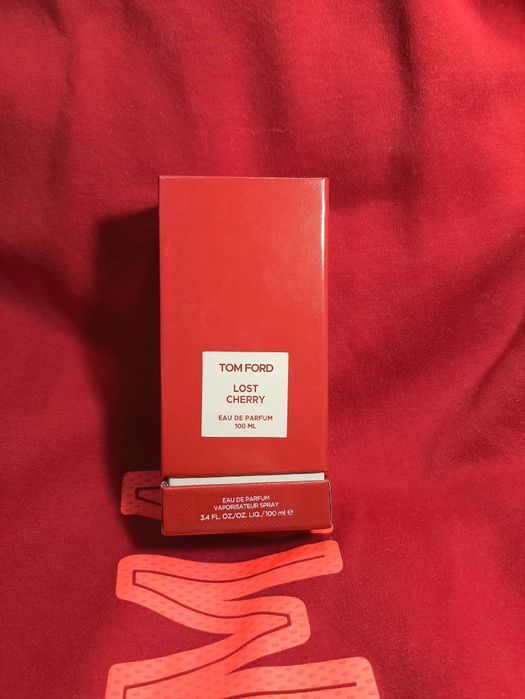 TOM FORD
LOST
CHERRY
EAU DE PARFUM
100 ML
EAU DE PARFUM
VAPORISATEUR SPRAY
3.4 FL. OZ./OZ. LIQ./100 ml ℮
M